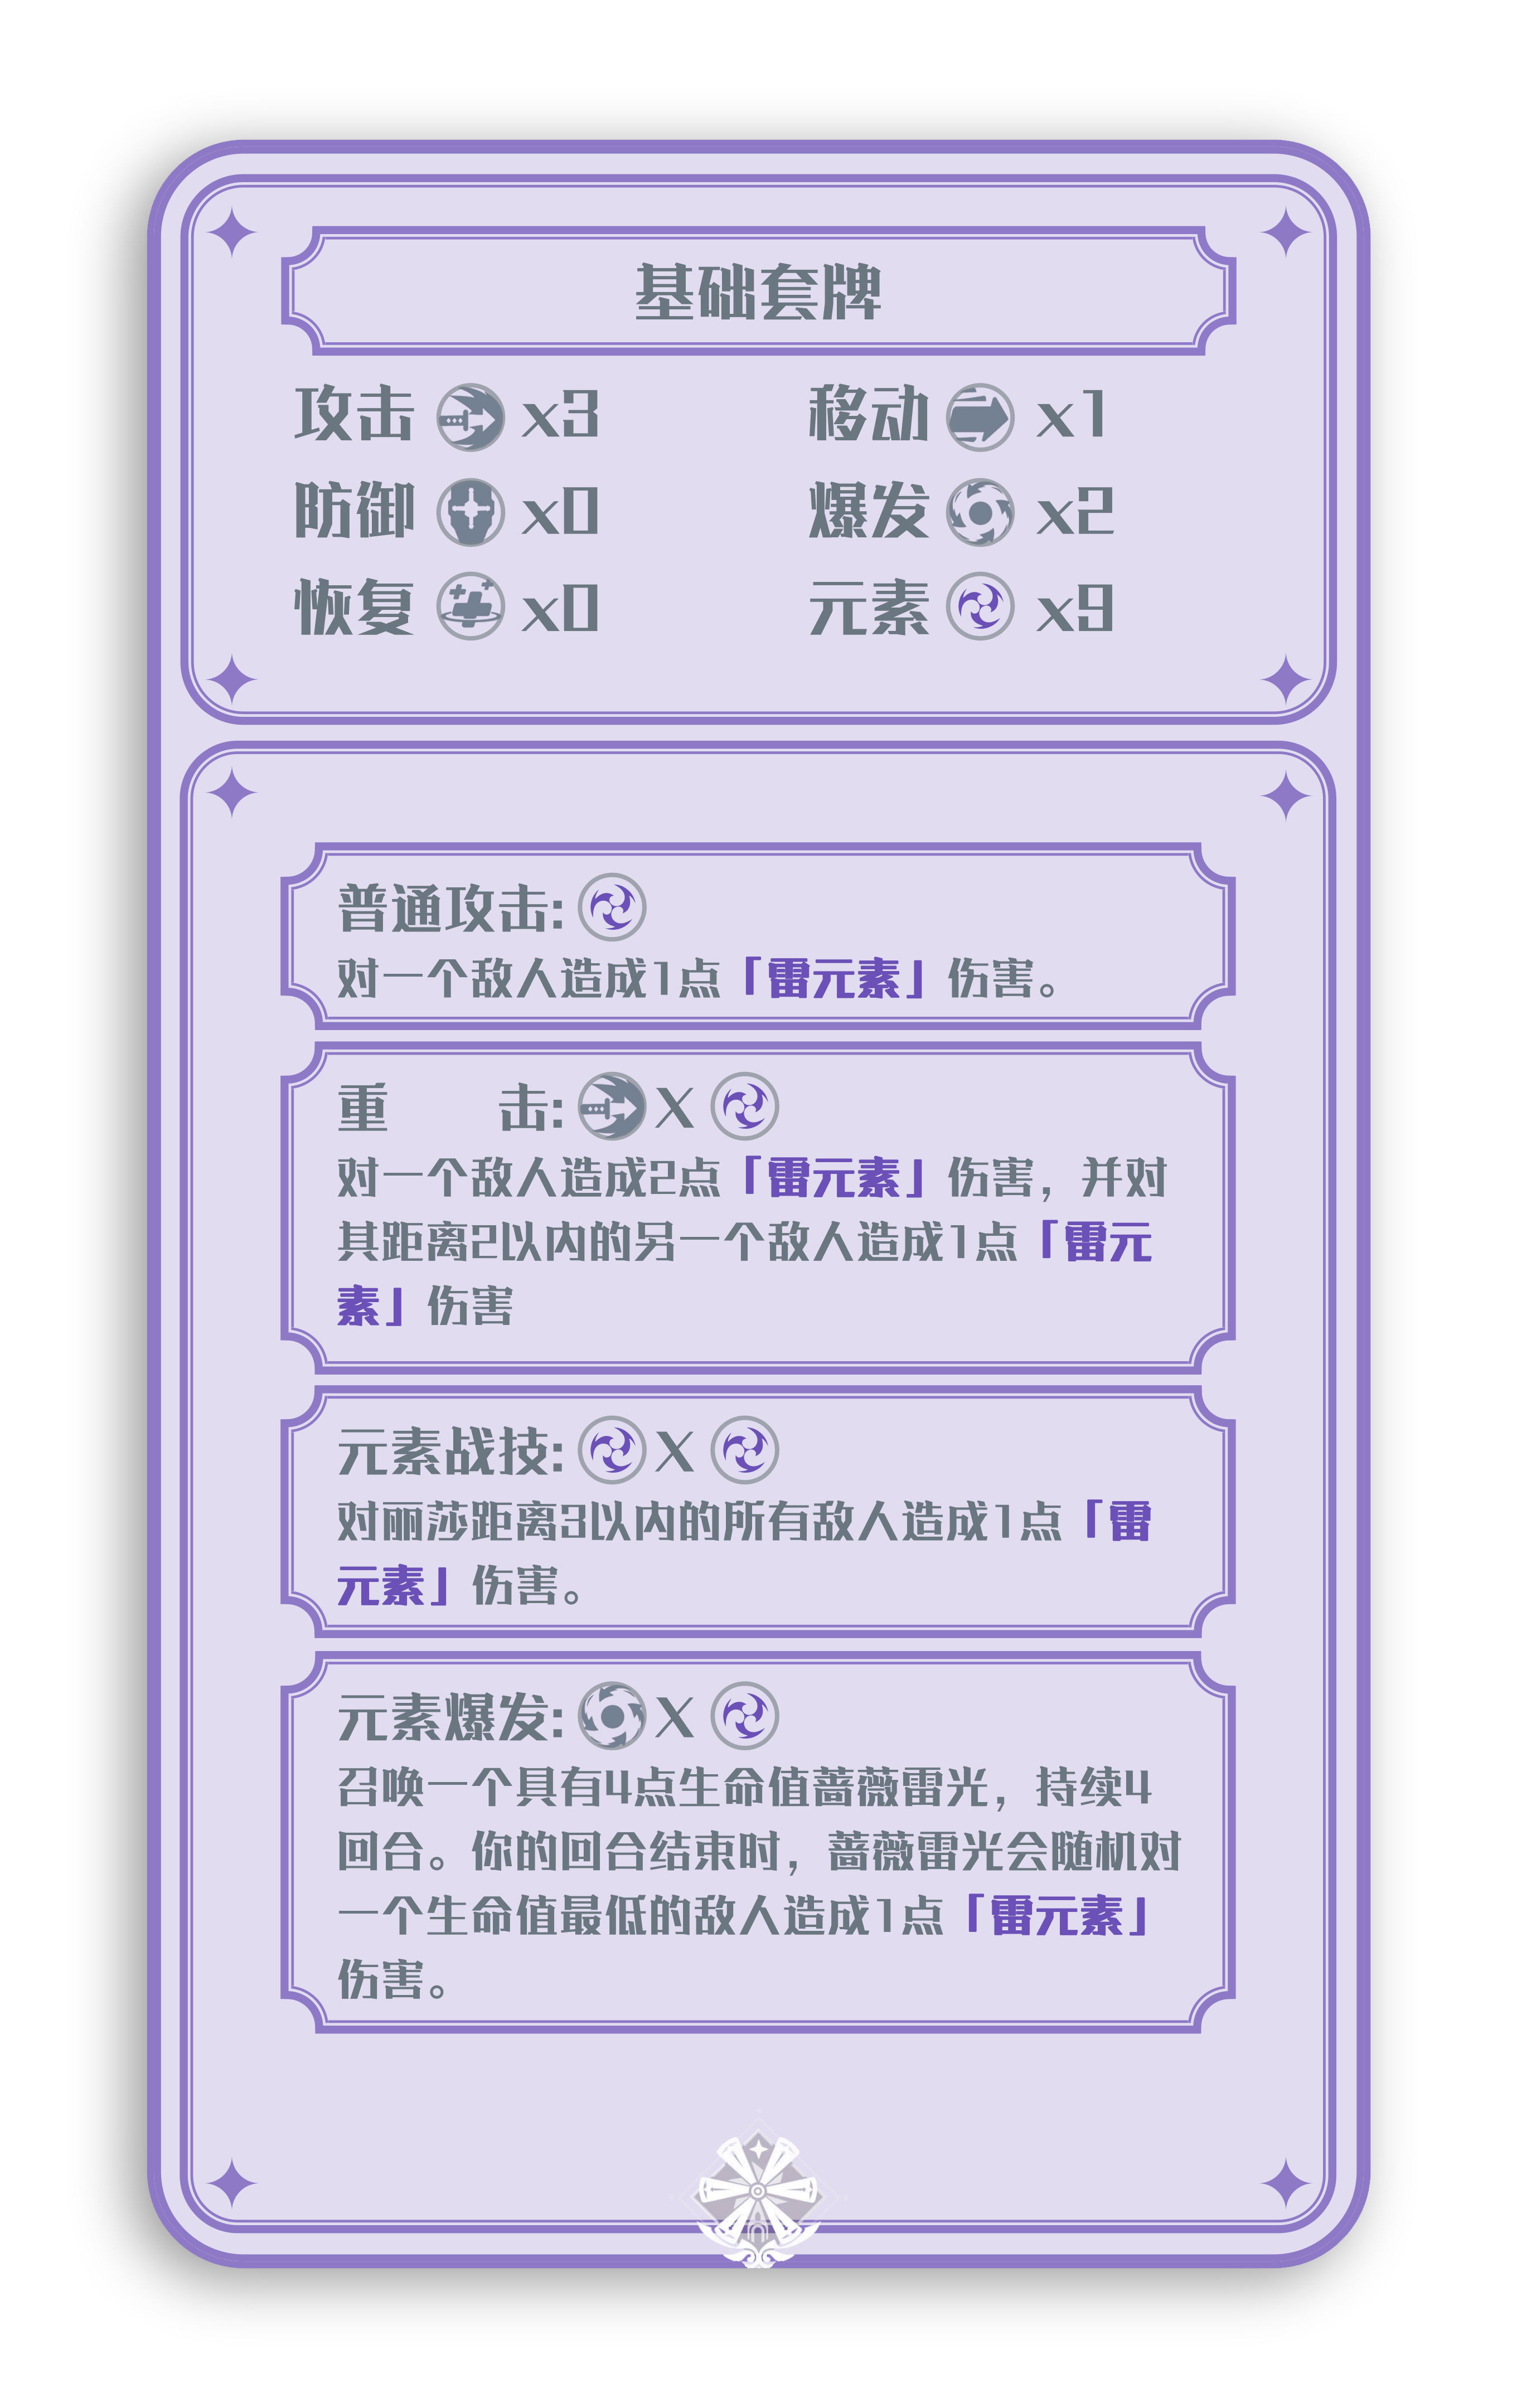 基础套牌
攻击 x3 移动 x1
防御 x0 爆发 x2
恢复 x0 元素 x9
普通攻击:
对一个敌人造成1点「雷元素」伤害。
重 击: X
对一个敌人造成2点「雷元素」伤害，并对
其距离2以内的另一个敌人造成1点「雷元
素」伤害
元素战技: X
对丽莎距离3以内的所有敌人造成1点「雷
元素」伤害。
元素爆发: X
召唤一个具有4点生命值蔷薇雷光，持续4
回合。你的回合结束时，蔷薇雷光会随机对
一个生命值最低的敌人造成1点「雷元素」
伤害。